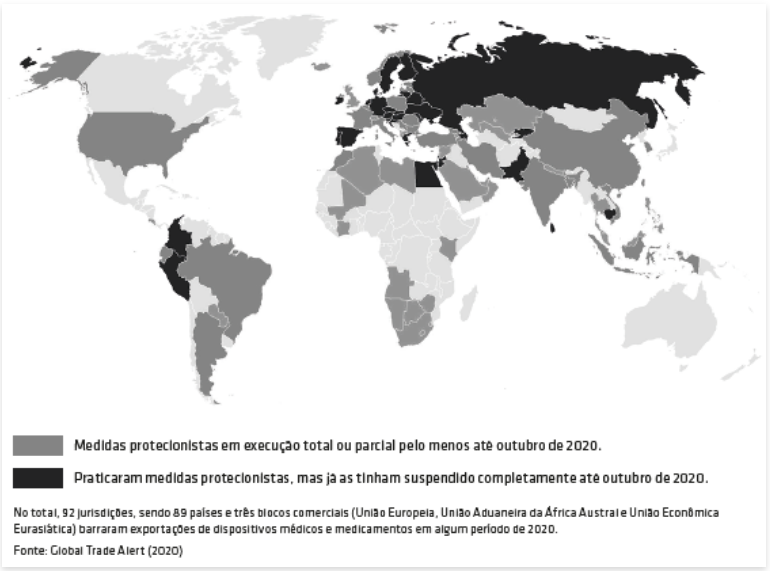 Medidas protecionistas em execução total ou parcial pelo menos até outubro de 2020.
Praticaram medidas protecionistas, mas já as tinham suspendido completamente até outubro de 2020.
No total, 92 jurisdições, sendo 89 países e três blocos comerciais (União Europeia, União Aduaneira da África Austral e União Econômica
Eurasiática) barraram exportações de dispositivos médicos e medicamentos em algum período de 2020.
Fonte: Global Trade Alert (2020)